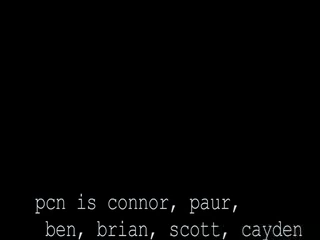 pcn is connor, paur,
ben, brian, scott, cayden